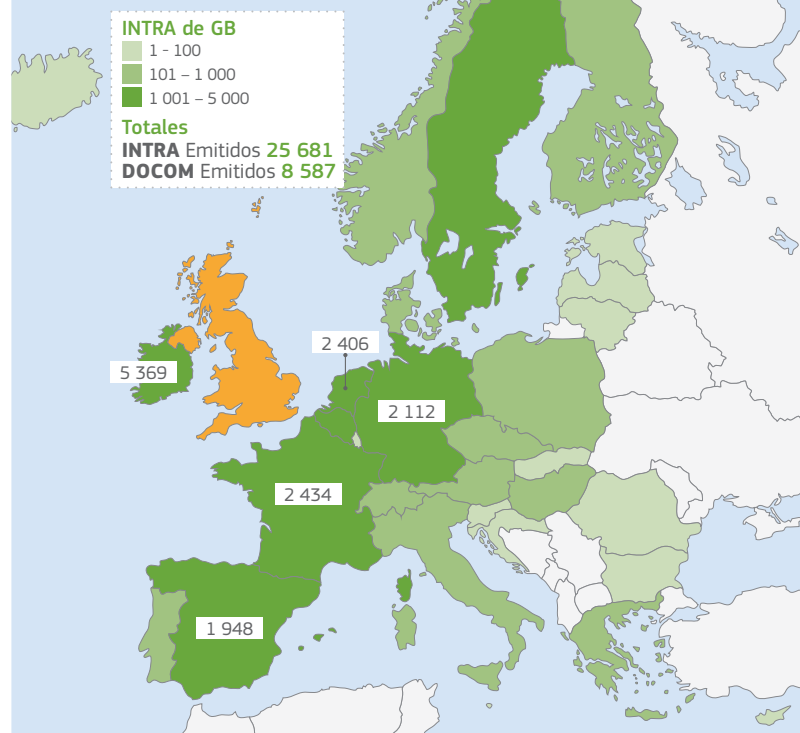 INTRA de GB
1 - 100
101 – 1 000
1 001 – 5 000
Totales
INTRA Emitidos 25 681
DOCOM Emitidos 8 587
2 406
5 369
2 112
2 434
1 948